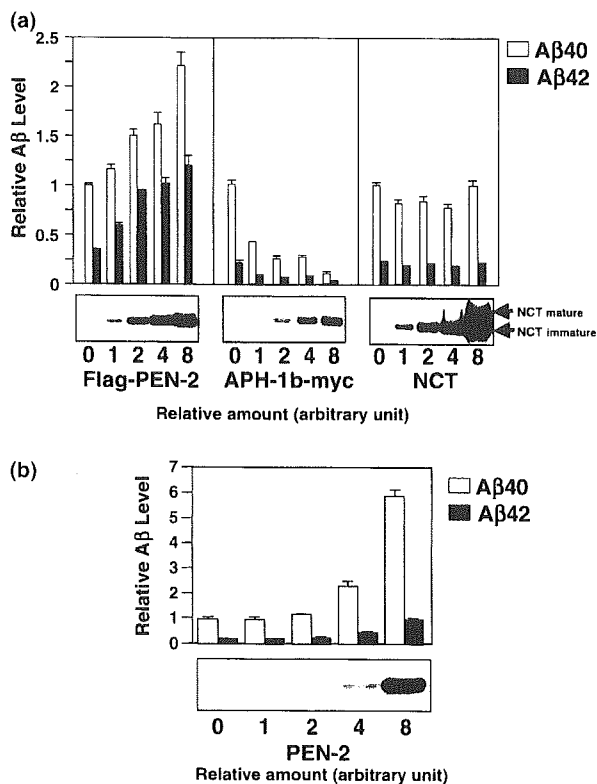 (a)
2.5
2
1.5
1
0.5
0
Relative Aβ Level
Aβ40
Aβ42
NCT mature
NCT immature
0 1 2 4 8
Flag-PEN-2
0 1 2 4 8
APH-1b-myc
0 1 2 4 8
NCT
Relative amount (arbitrary unit)
(b)
7
6
5
4
3
2
1
0
Relative Aβ Level
Aβ40
Aβ42
0 1 2 4 8
PEN-2
Relative amount (arbitrary unit)